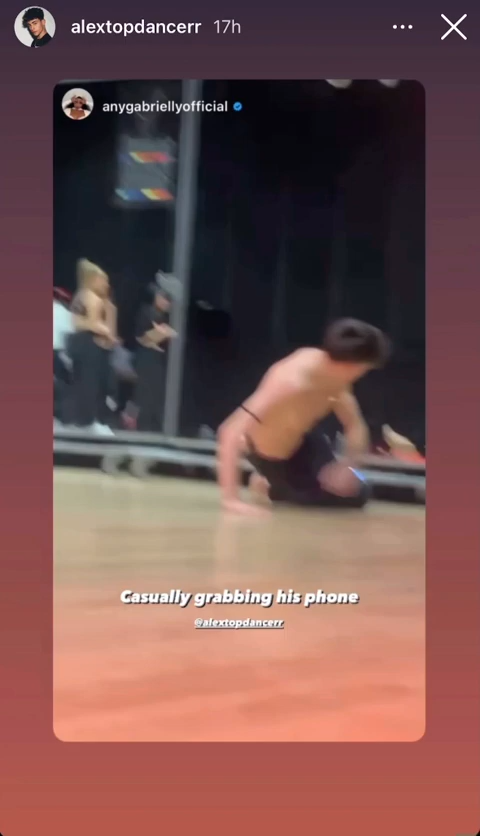 alextopdancerr 17h
anygabriellyofficial
Casually grabbing his phone
@alextopdancerr